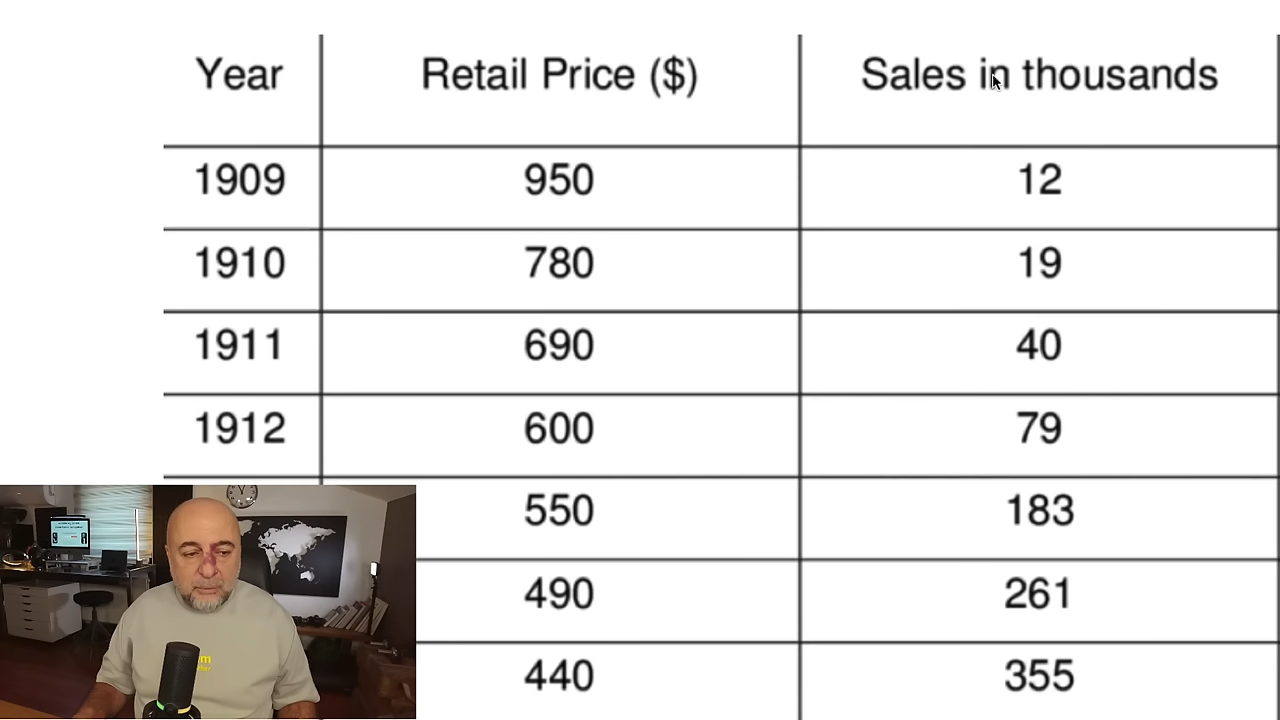 Year Retail Price ($) Sales in thousands
1909 950 12
1910 780 19
1911 690 40
1912 600 79
550 183
490 261
440 355